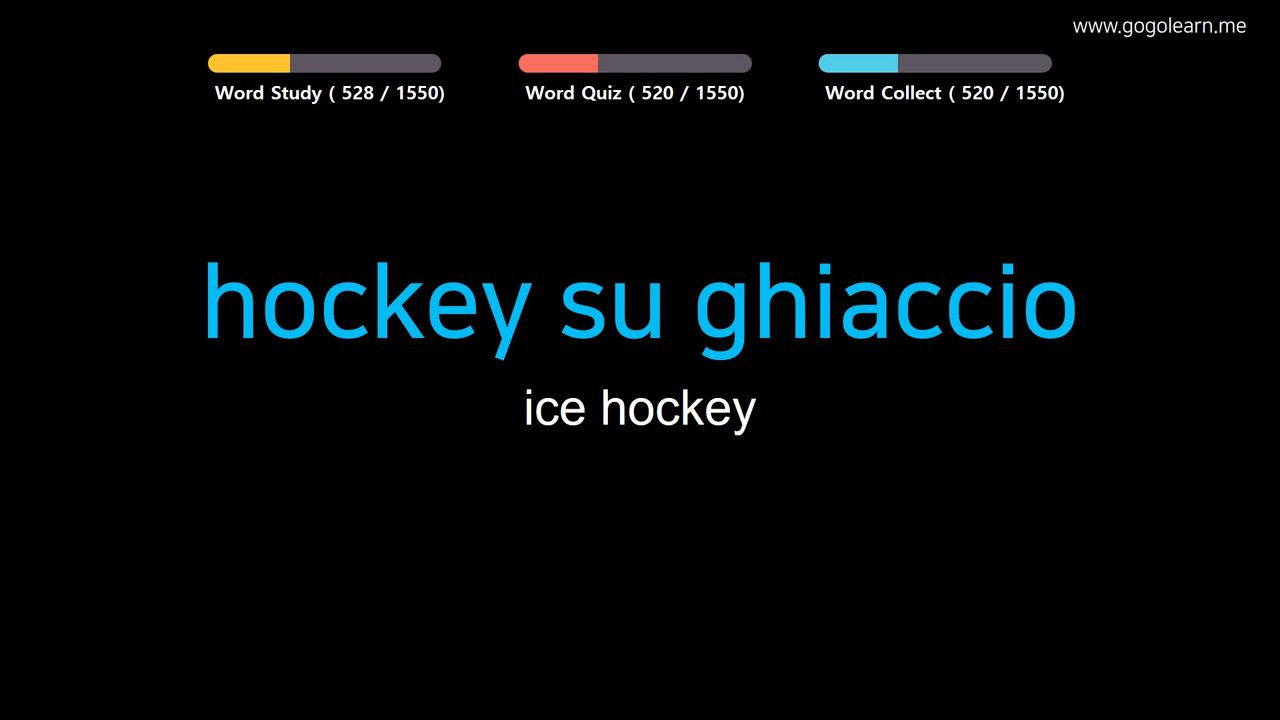 www.gogolearn.me
Word Study ( 528 / 1550)
Word Quiz ( 520 / 1550)
Word Collect ( 520 / 1550)
hockey su ghiaccio
ice hockey